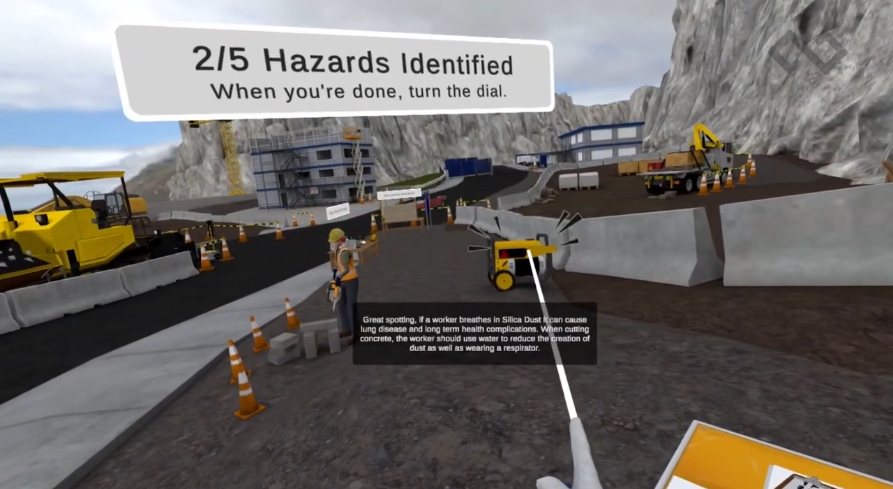 2/5 Hazards Identified
When you're done, turn the dial.
Great spotting, if a worker breathes in Silica Dust it can cause
lung disease and long term health complications. When cutting
concrete, the worker should use water to reduce the creation of
dust as well as wearing a respirator.